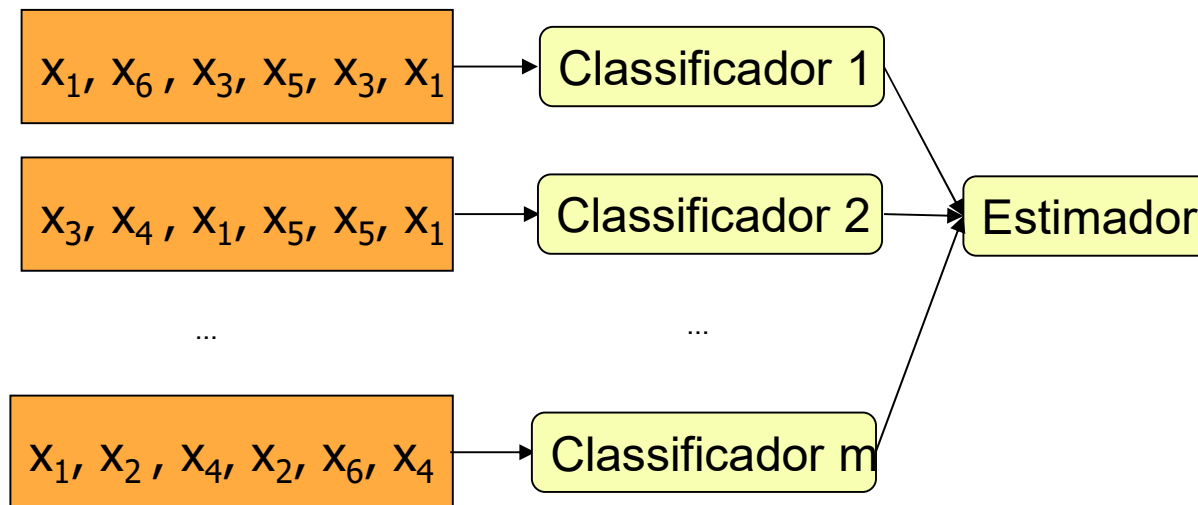 x₁, x₆ , x₃, x₅, x₃, x₁
Classificador 1
x₃, x₄ , x₁, x₅, x₅, x₁
Classificador 2
Estimador
...
...
x₁, x₂ , x₄, x₂, x₆, x₄
Classificador m